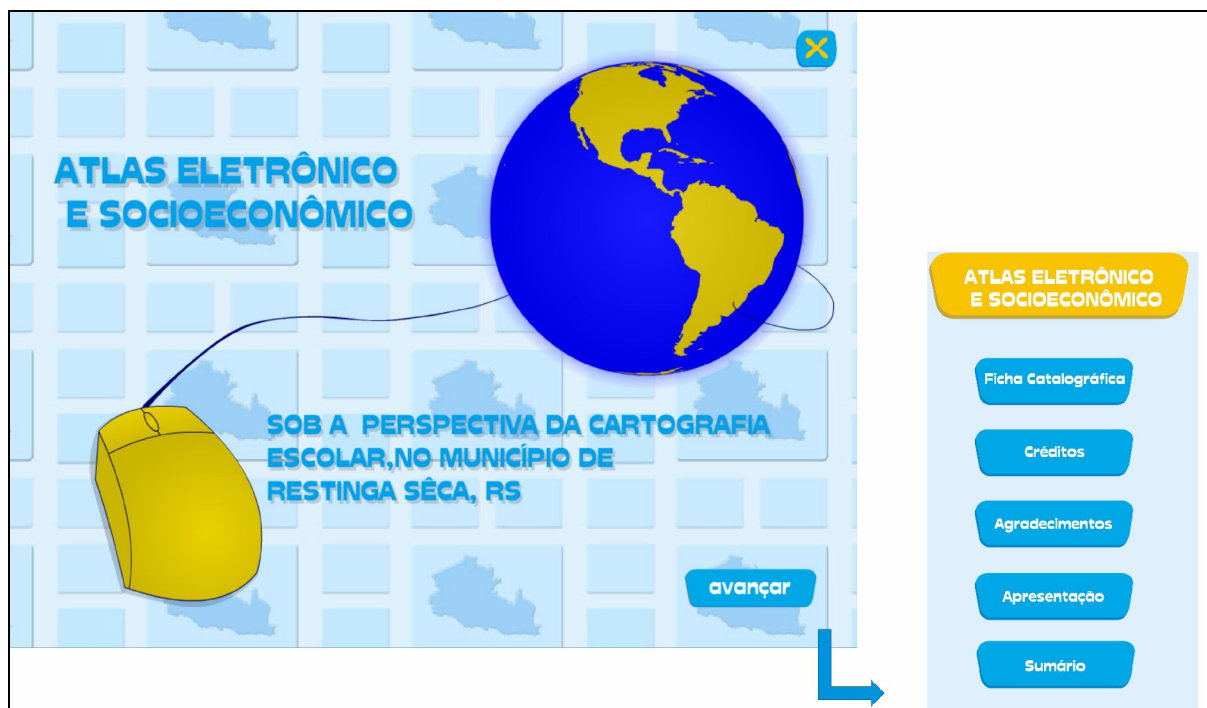 ATLAS ELETRÔNICO
E SOCIOECONÔMICO
SOB A PERSPECTIVA DA CARTOGRAFIA
ESCOLAR,NO MUNICÍPIO DE
RESTINGA SÊCA, RS
avançar
ATLAS ELETRÔNICO
E SOCIOECONÔMICO
Ficha Catalográfica
Créditos
Agradecimentos
Apresentação
Sumário